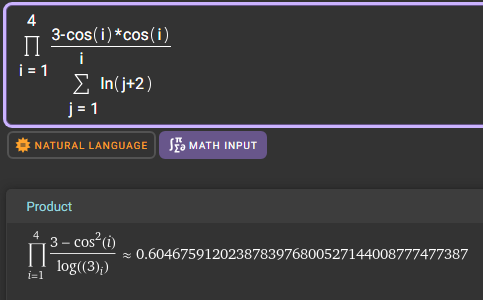 4
∏ 3-cos(i)*cos(i)
i = 1
i
∑ ln(j+2)
j = 1
NATURAL LANGUAGE MATH INPUT
Product
4
∏ 3 − cos²(i)
i=1 log((3)ᵢ) ≈ 0.6046759120238783976800527144008777477387